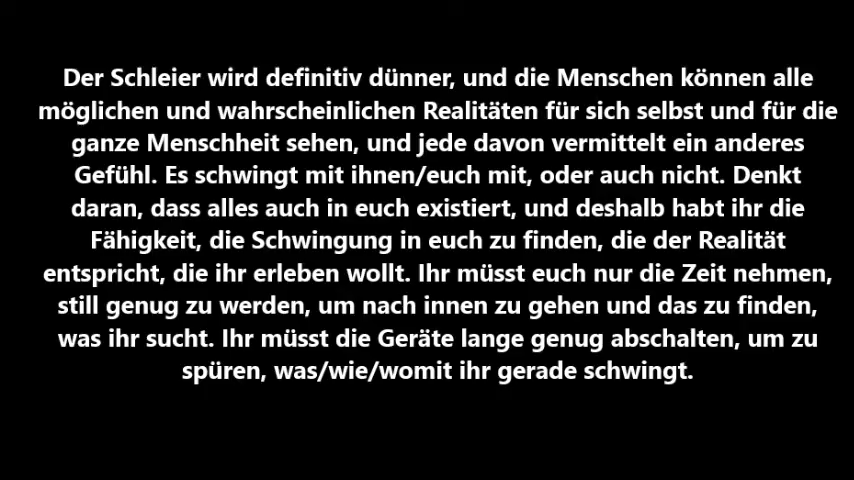 Der Schleier wird definitiv dünner, und die Menschen können alle
möglichen und wahrscheinlichen Realitäten für sich selbst und für die
ganze Menschheit sehen, und jede davon vermittelt ein anderes
Gefühl. Es schwingt mit ihnen/euch mit, oder auch nicht. Denkt
daran, dass alles auch in euch existiert, und deshalb habt ihr die
Fähigkeit, die Schwingung in euch zu finden, die der Realität
entspricht, die ihr erleben wollt. Ihr müsst euch nur die Zeit nehmen,
still genug zu werden, um nach innen zu gehen und das zu finden,
was ihr sucht. Ihr müsst die Geräte lange genug abschalten, um zu
spüren, was/wie/womit ihr gerade schwingt.